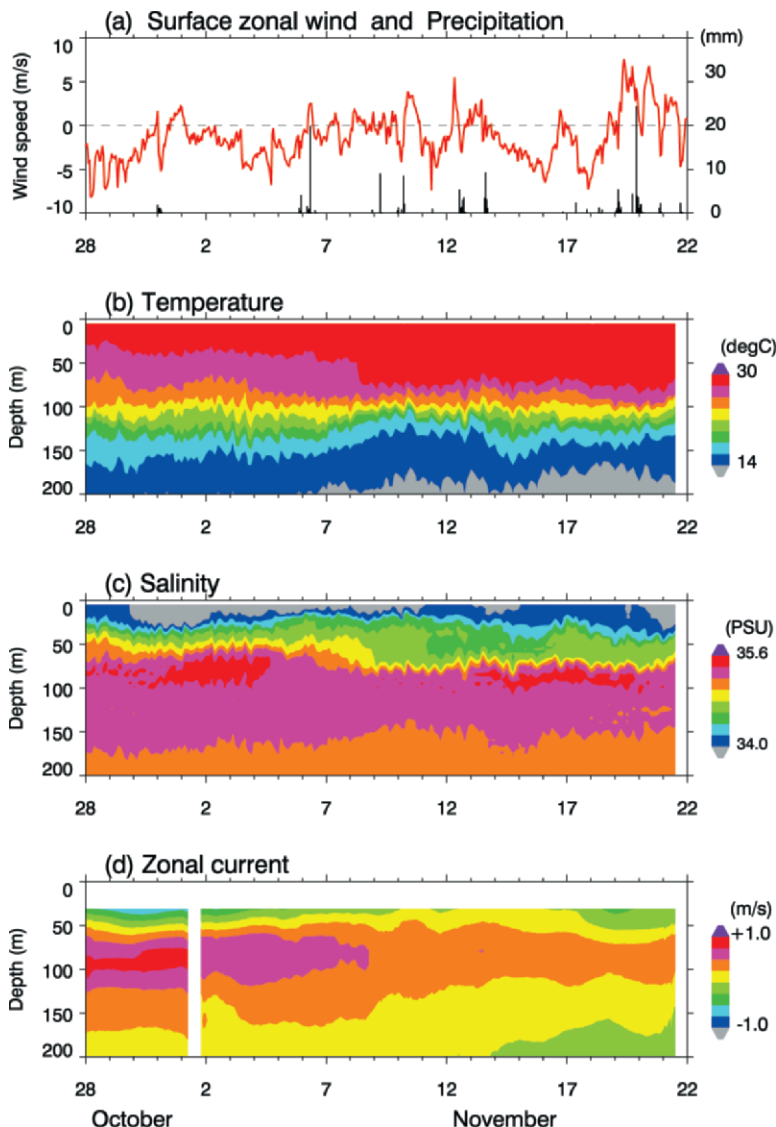 (a) Surface zonal wind and Precipitation
(mm)
10
5
0
-5
-10
Wind speed (m/s)
30
20
10
0
28 2 7 12 17 22
(b) Temperature
0
50
100
150
200
Depth (m)
(degC)
30
14
28 2 7 12 17 22
(c) Salinity
0
50
100
150
200
Depth (m)
(PSU)
35.6
34.0
28 2 7 12 17 22
(d) Zonal current
0
50
100
150
200
Depth (m)
(m/s)
+1.0
-1.0
28 2 7 12 17 22
October November